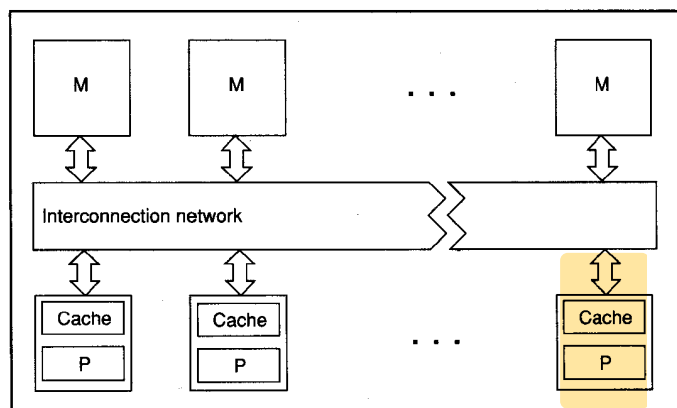 M M . . . M
Interconnection network
Cache Cache Cache
P P . . . P